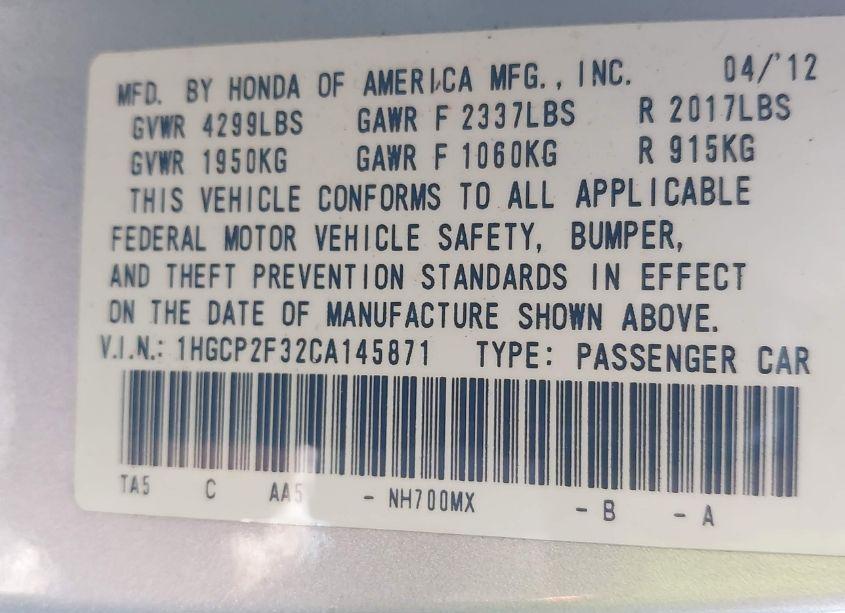 MFD. BY HONDA OF AMERICA MFG., INC. 04/'12
GVWR 4299LBS GAWR F 2337LBS R 2017LBS
GVWR 1950KG GAWR F 1060KG R 915KG
THIS VEHICLE CONFORMS TO ALL APPLICABLE
FEDERAL MOTOR VEHICLE SAFETY, BUMPER,
AND THEFT PREVENTION STANDARDS IN EFFECT
ON THE DATE OF MANUFACTURE SHOWN ABOVE.
V.I.N.: 1HGCP2F32CA145871 TYPE: PASSENGER CAR
TA5 C AA5 - NH700MX - B - A